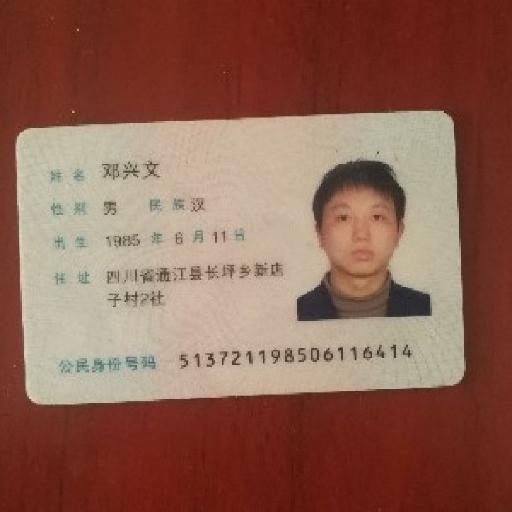 姓名 邓兴文
性别 男 民族 汉
出生 1985 年 6 月 11 日
住址 四川省通江县长坪乡新店
子村2社
公民身份号码 513721198506116414